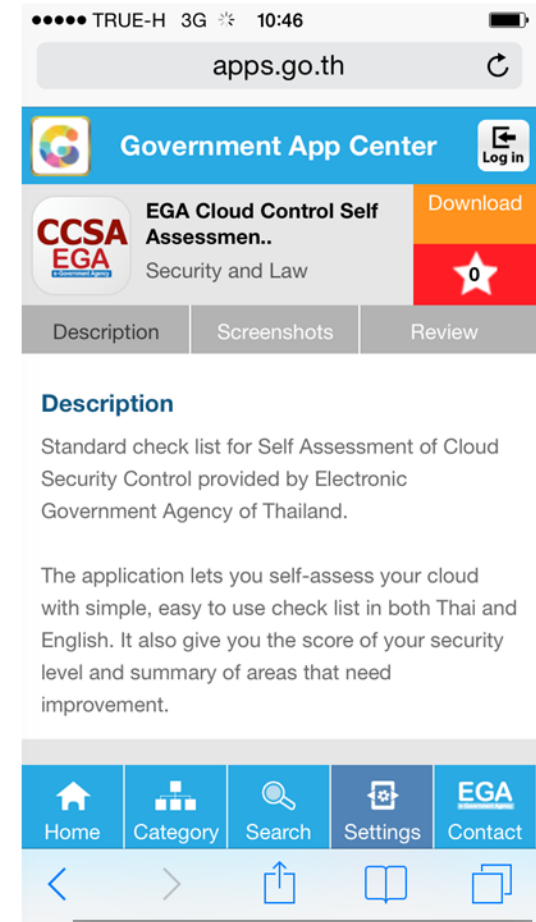 TRUE-H 3G 10:46
apps.go.th
Government App Center
Log in
CCSA
EGA
e-Government Agency
EGA Cloud Control Self
Assessmen..
Security and Law
Download
0
Description Screenshots Review
Description
Standard check list for Self Assessment of Cloud
Security Control provided by Electronic
Government Agency of Thailand.
The application lets you self-assess your cloud
with simple, easy to use check list in both Thai and
English. It also give you the score of your security
level and summary of areas that need
improvement.
EGA
e-Government Agency
Home Category Search Settings Contact